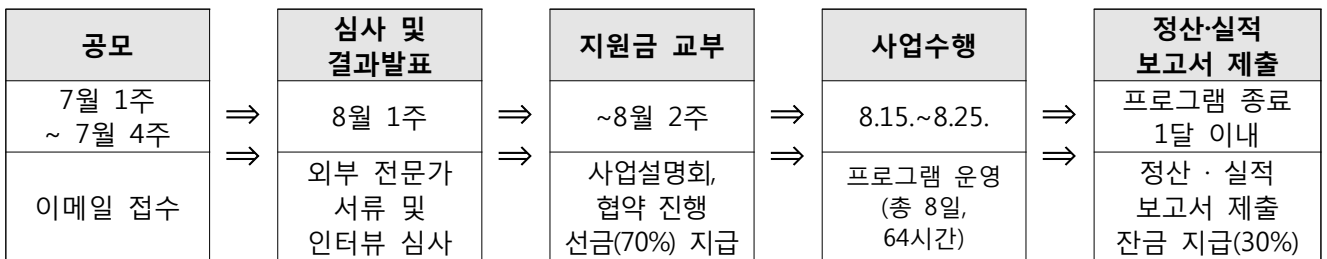 공모
7월 1주
~ 7월 4주
이메일 접수
⇒
⇒
심사 및
결과발표
8월 1주
외부 전문가
서류 및
인터뷰 심사
⇒
⇒
지원금 교부
~8월 2주
사업설명회,
협약 진행
선금(70%) 지급
⇒
⇒
사업수행
8.15.~8.25.
프로그램 운영
(총 8일,
64시간)
⇒
⇒
정산·실적
보고서 제출
프로그램 종료
1달 이내
정산 · 실적
보고서 제출
잔금 지급(30%)